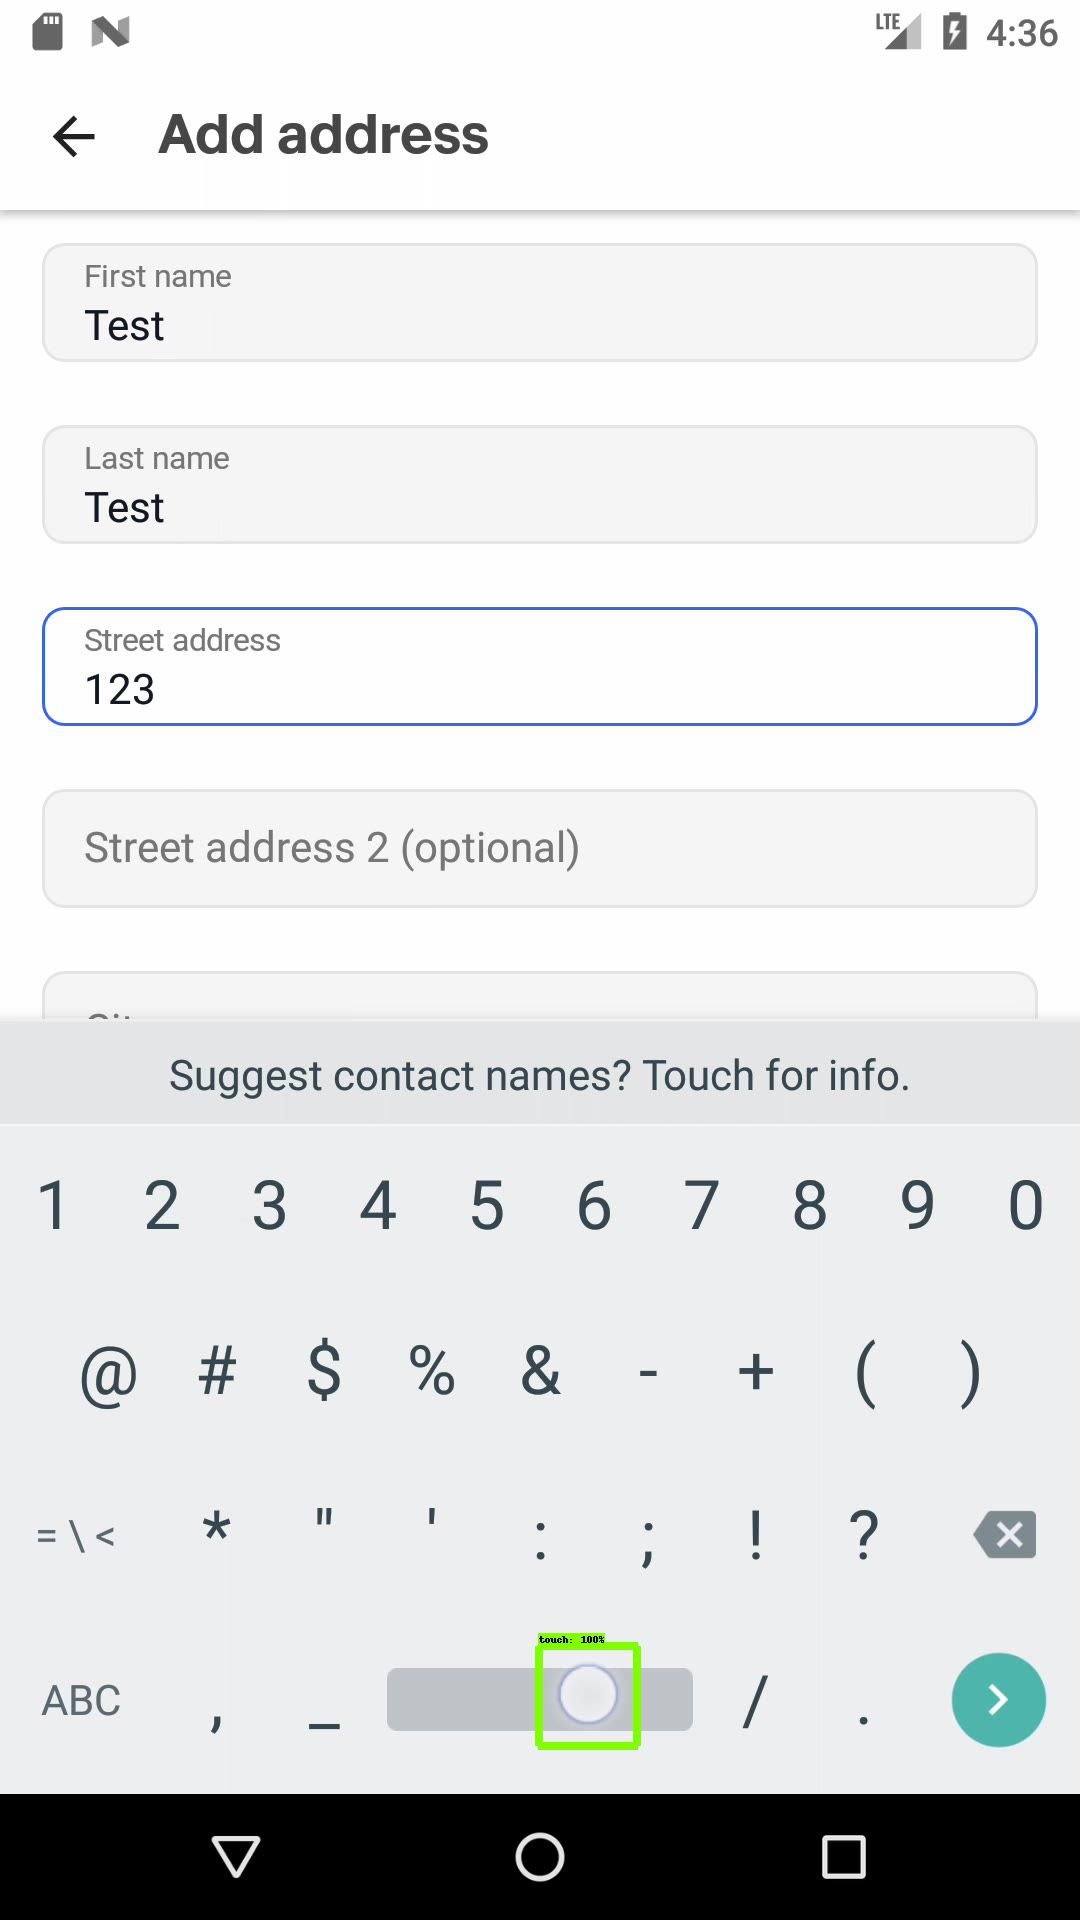 LTE 4:36
Add address
First name
Test
Last name
Test
Street address
123
Street address 2 (optional)
Suggest contact names? Touch for info.
1 2 3 4 5 6 7 8 9 0
@ # $ % & - + ( )
= \ < * " ' : ; ! ?
touch: 100%
ABC , _ / .